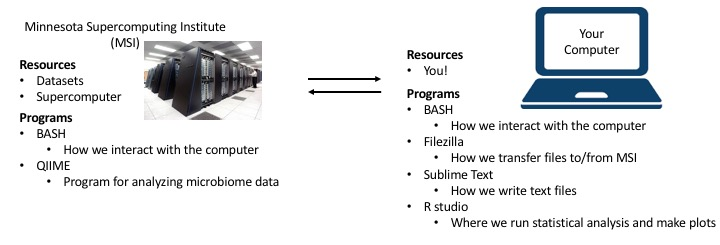 Minnesota Supercomputing Institute
(MSI)
Resources
• Datasets
• Supercomputer
Programs
• BASH
• How we interact with the computer
• QIIME
• Program for analyzing microbiome data
Your
Computer
Resources
• You!
Programs
• BASH
• How we interact with the computer
• Filezilla
• How we transfer files to/from MSI
• Sublime Text
• How we write text files
• R studio
• Where we run statistical analysis and make plots